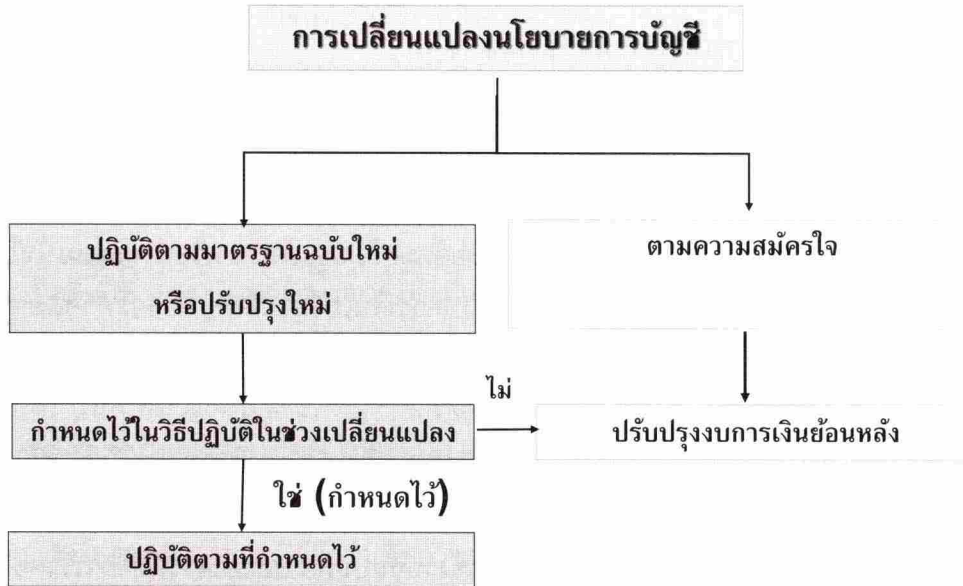 การเปลี่ยนแปลงนโยบายการบัญชี
ปฏิบัติตามมาตรฐานฉบับใหม่
หรือปรับปรุงใหม่
ตามความสมัครใจ
ไม่
กำหนดไว้ในวิธีปฏิบัติในช่วงเปลี่ยนแปลง
ปรับปรุงงบการเงินย้อนหลัง
ใช่ (กำหนดไว้)
ปฏิบัติตามที่กำหนดไว้